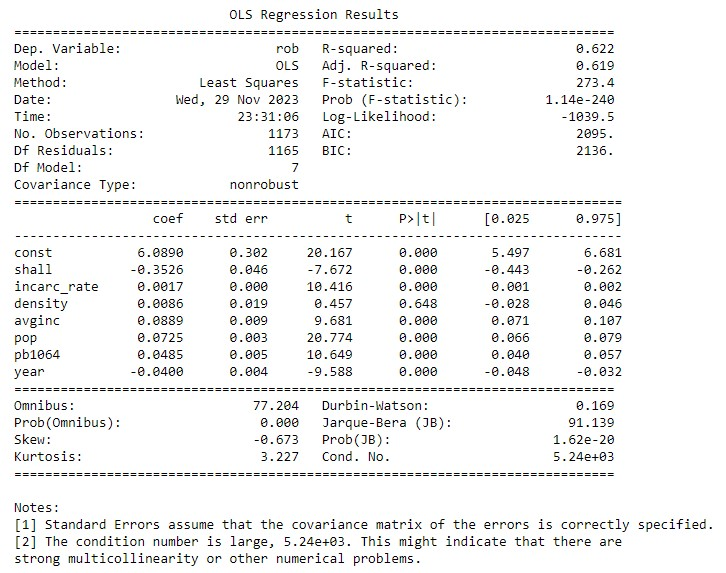 OLS Regression Results
==============================================================================
Dep. Variable: rob R-squared: 0.622
Model: OLS Adj. R-squared: 0.619
Method: Least Squares F-statistic: 273.4
Date: Wed, 29 Nov 2023 Prob (F-statistic): 1.14e-240
Time: 23:31:06 Log-Likelihood: -1039.5
No. Observations: 1173 AIC: 2095.
Df Residuals: 1165 BIC: 2136.
Df Model: 7
Covariance Type: nonrobust
===============================================================================
coef std err t P>|t| [0.025 0.975]
-------------------------------------------------------------------------------
const 6.0890 0.302 20.167 0.000 5.497 6.681
shall -0.3526 0.046 -7.672 0.000 -0.443 -0.262
incarc_rate 0.0017 0.000 10.416 0.000 0.001 0.002
density 0.0086 0.019 0.457 0.648 -0.028 0.046
avginc 0.0889 0.009 9.681 0.000 0.071 0.107
pop 0.0725 0.003 20.774 0.000 0.066 0.079
pb1064 0.0485 0.005 10.649 0.000 0.040 0.057
year -0.0400 0.004 -9.588 0.000 -0.048 -0.032
==============================================================================
Omnibus: 77.204 Durbin-Watson: 0.169
Prob(Omnibus): 0.000 Jarque-Bera (JB): 91.139
Skew: -0.673 Prob(JB): 1.62e-20
Kurtosis: 3.227 Cond. No. 5.24e+03
==============================================================================
Notes:
[1] Standard Errors assume that the covariance matrix of the errors is correctly specified.
[2] The condition number is large, 5.24e+03. This might indicate that there are
strong multicollinearity or other numerical problems.